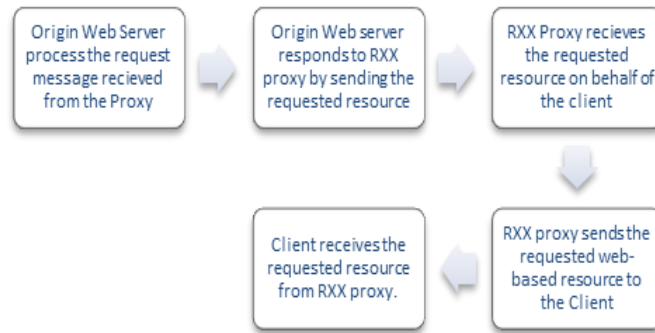 Origin Web Server
process the request
message recieved
from the Proxy
Origin Web server
responds to RXX
proxy by sending the
requested resource
RXX Proxy recieves
the requested
resource on behalf of
the client
RXX proxy sends the
requested web-
based resource to
the Client
Client receives the
requested resource
from RXX proxy.